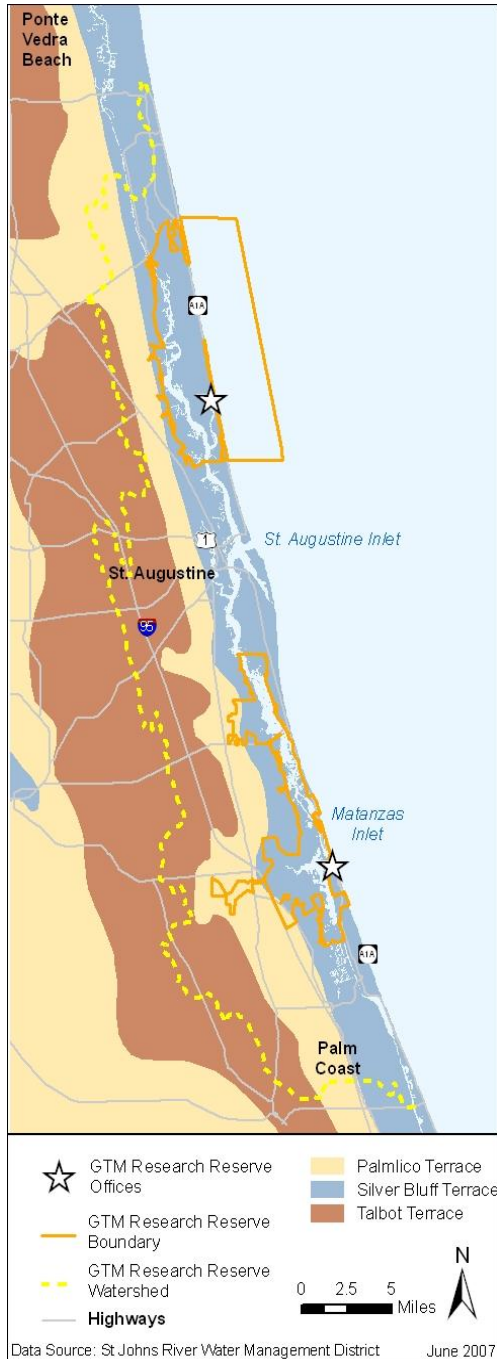 Ponte
Vedra
Beach
A1A
1
St. Augustine Inlet
St. Augustine
95
Matanzas
Inlet
A1A
Palm
Coast
GTM Research Reserve
Offices
GTM Research Reserve
Boundary
GTM Research Reserve
Watershed
Highways
Palmlico Terrace
Silver Bluff Terrace
Talbot Terrace
N
0 2.5 5
Miles
Data Source: St Johns River Water Management District June 2007